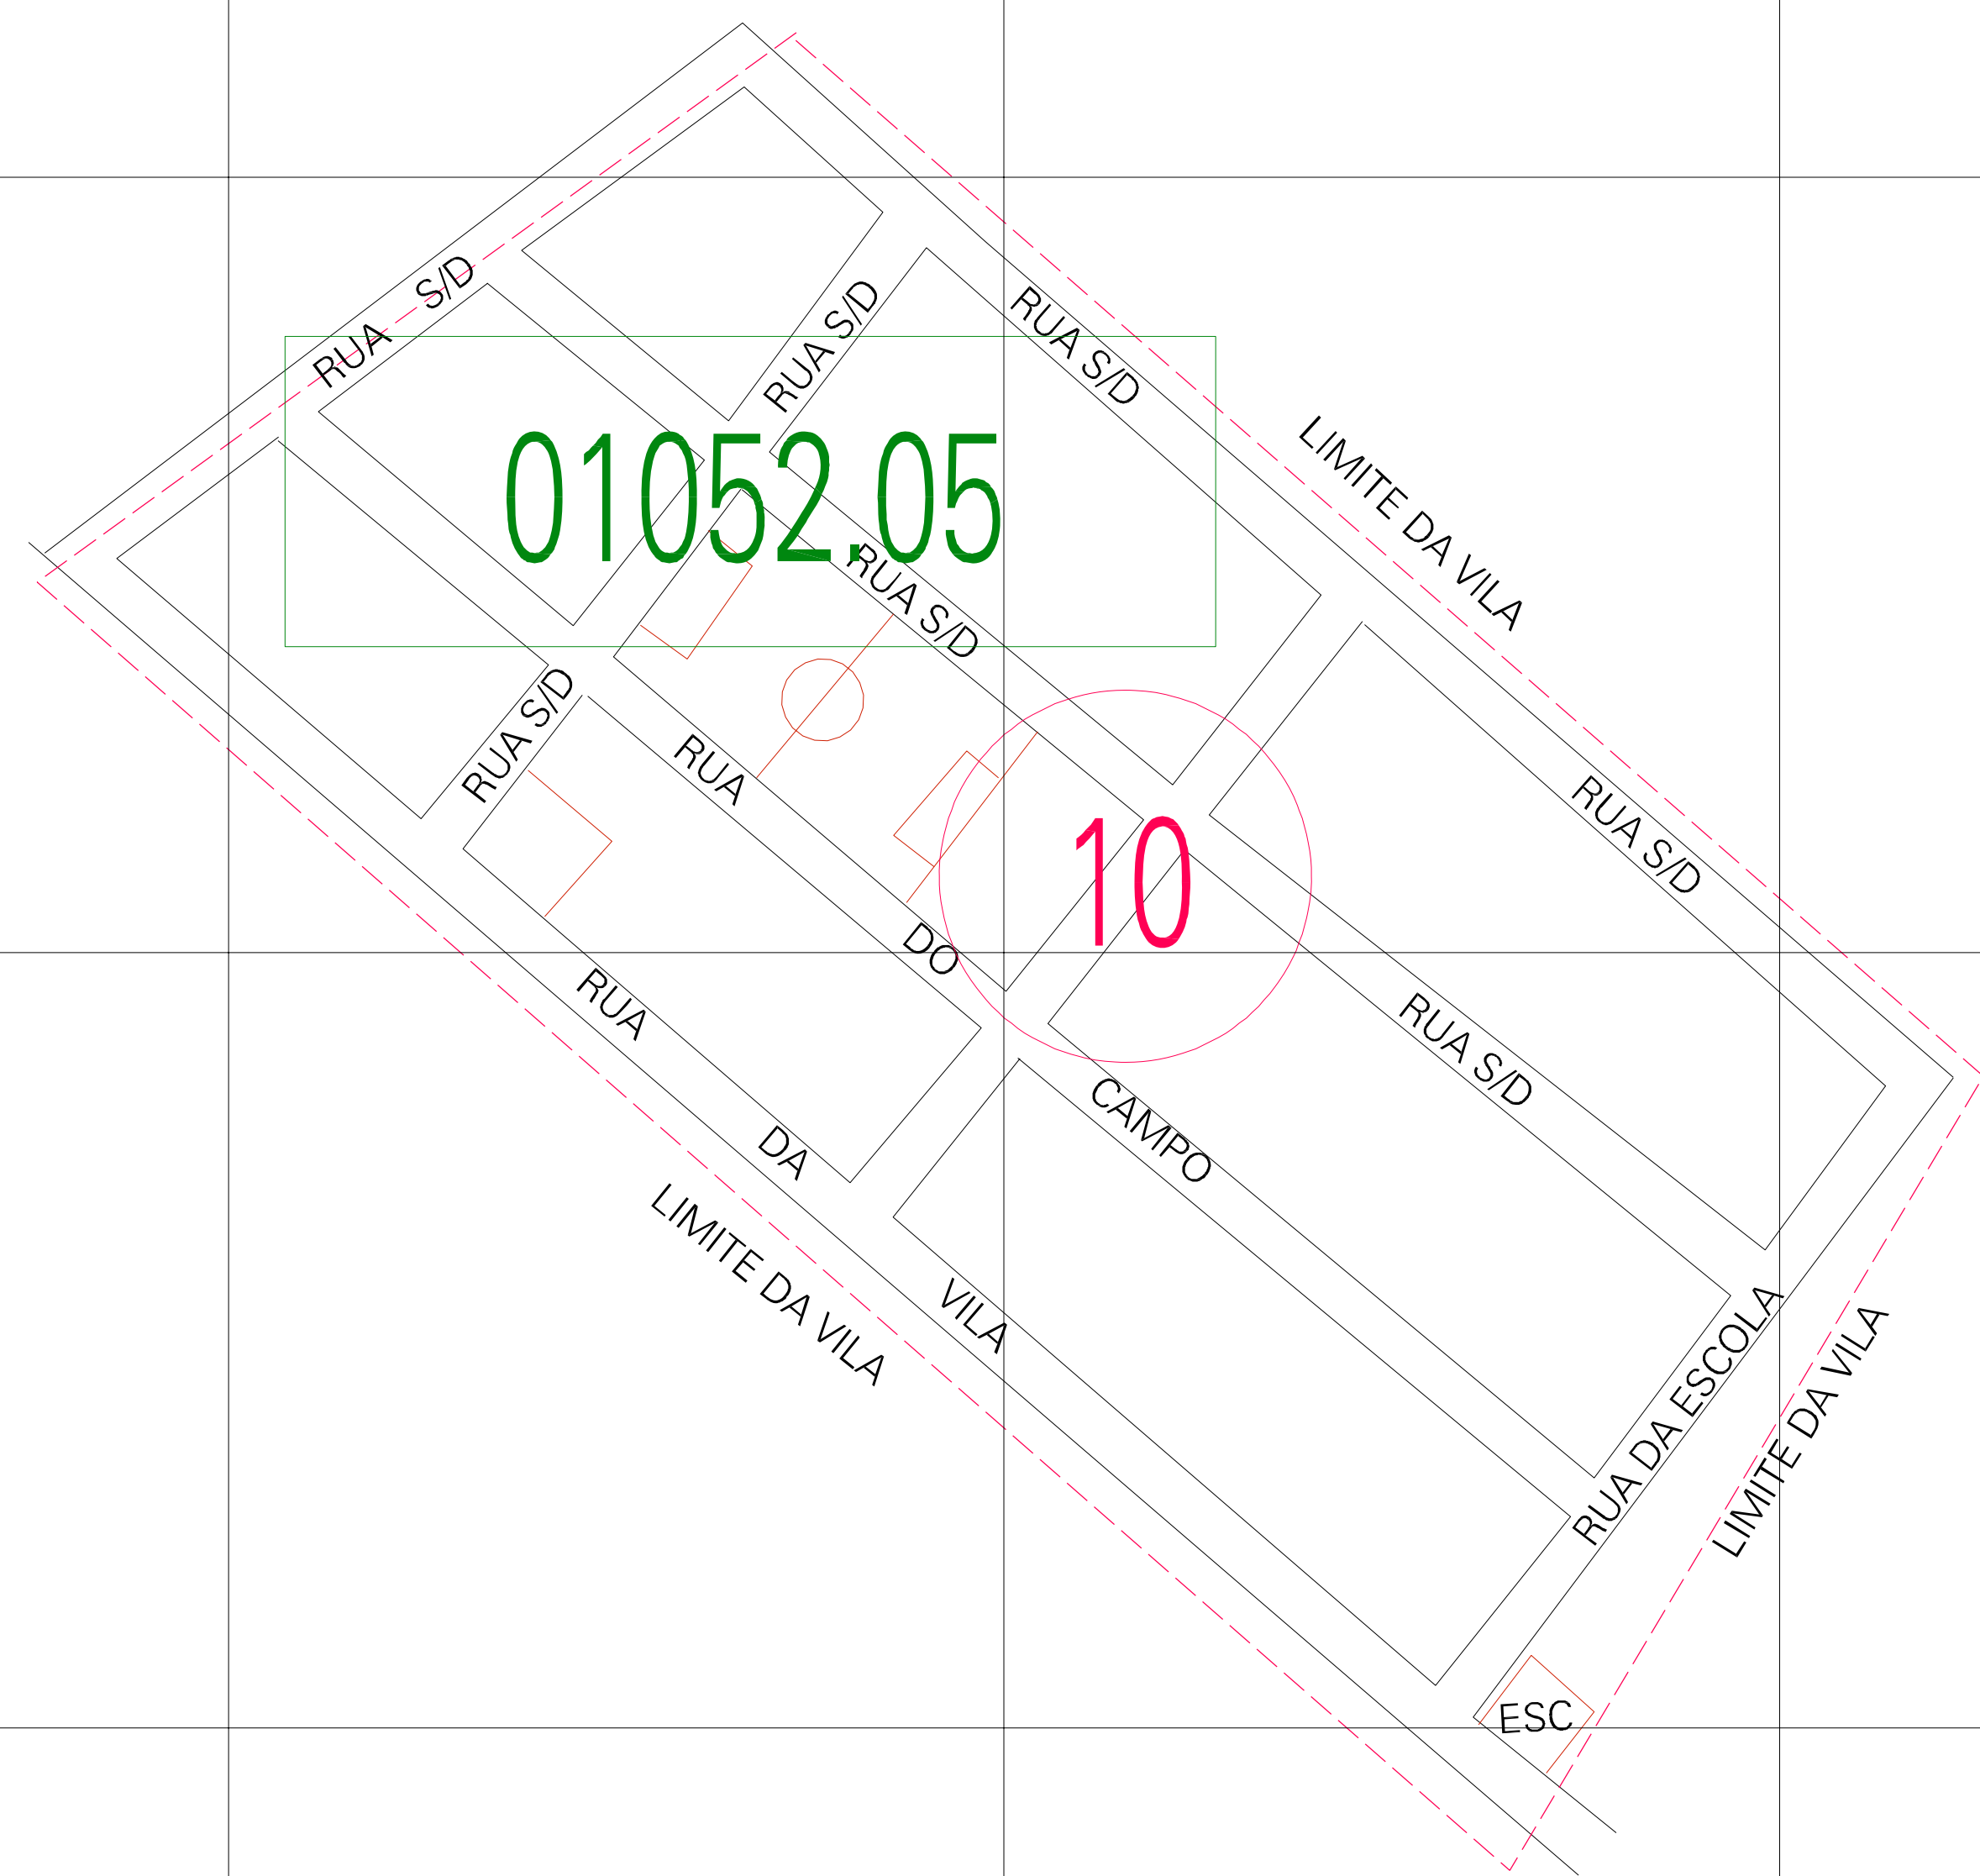 RUA S/D
RUA S/D
RUA S/D
LIMITE DA VILA
01052.05
RUA S/D
RUA S/D
RUA DO CAMPO
10
RUA S/D
RUA S/D
RUA DA VILA
LIMITE DA VILA
RUA DA ESCOLA
LIMITE DA VILA
ESC